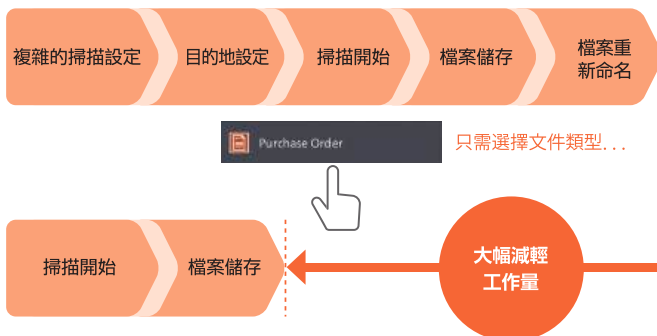 複雜的掃描設定
目的地設定
掃描開始
檔案儲存
檔案重
新命名
Purchase Order
只需選擇文件類型...
掃描開始
檔案儲存
大幅減輕
工作量